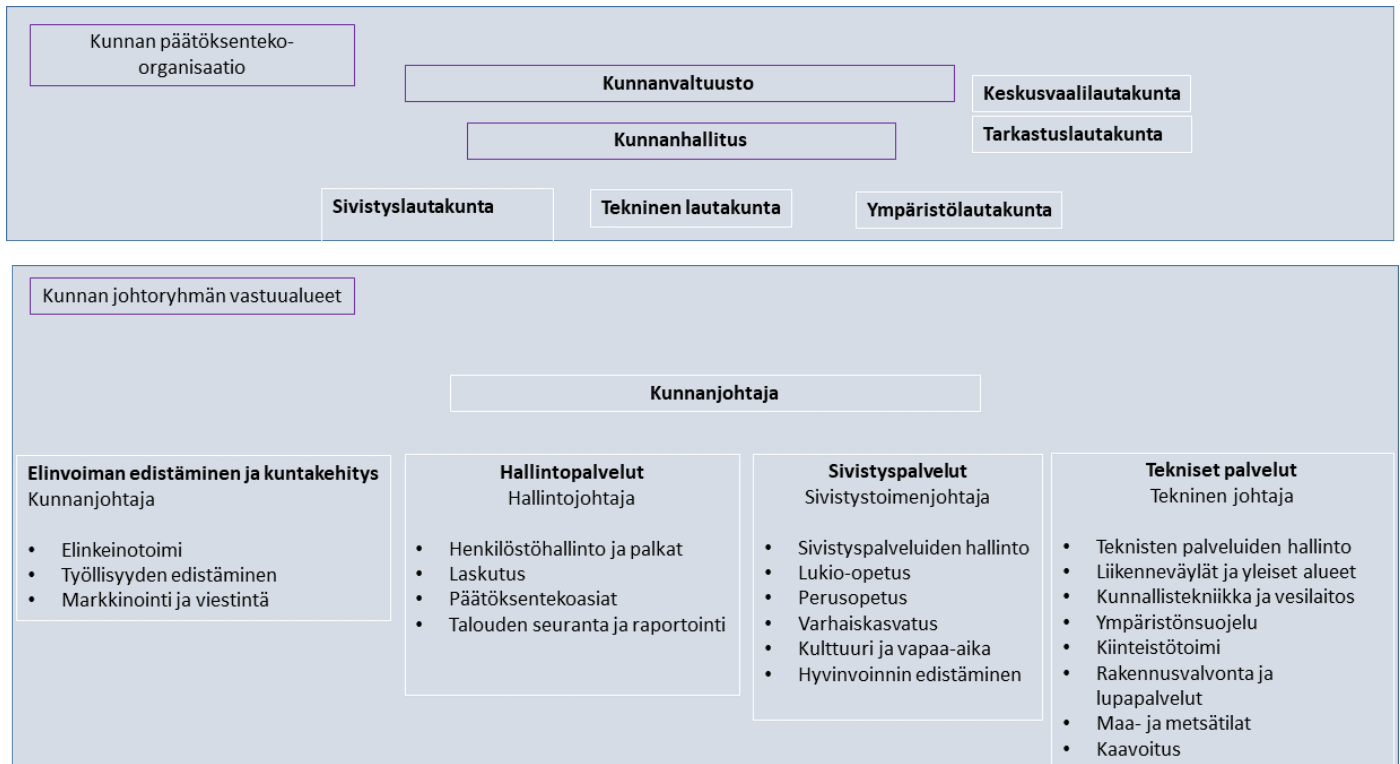 Kunnan päätöksenteko-
organisaatio
Kunnanvaltuusto
Keskusvaalilautakunta
Kunnanhallitus
Tarkastuslautakunta
Sivistyslautakunta
Tekninen lautakunta
Ympäristölautakunta
Kunnan johtoryhmän vastuualueet
Kunnanjohtaja
Elinvoiman edistäminen ja kuntakehitys
Kunnanjohtaja
• Elinkeinotoimi
• Työllisyyden edistäminen
• Markkinointi ja viestintä
Hallintopalvelut
Hallintojohtaja
• Henkilöstöhallinto ja palkat
• Laskutus
• Päätöksentekoasiat
• Talouden seuranta ja raportointi
Sivistyspalvelut
Sivistystoimenjohtaja
• Sivistyspalveluiden hallinto
• Lukio-opetus
• Perusopetus
• Varhaiskasvatus
• Kulttuuri ja vapaa-aika
• Hyvinvoinnin edistäminen
Tekniset palvelut
Tekninen johtaja
• Teknisten palveluiden hallinto
• Liikenneväylät ja yleiset alueet
• Kunnallistekniikka ja vesilaitos
• Ympäristönsuojelu
• Kiinteistötoimi
• Rakennusvalvonta ja
lupapalvelut
• Maa- ja metsätilat
• Kaavoitus